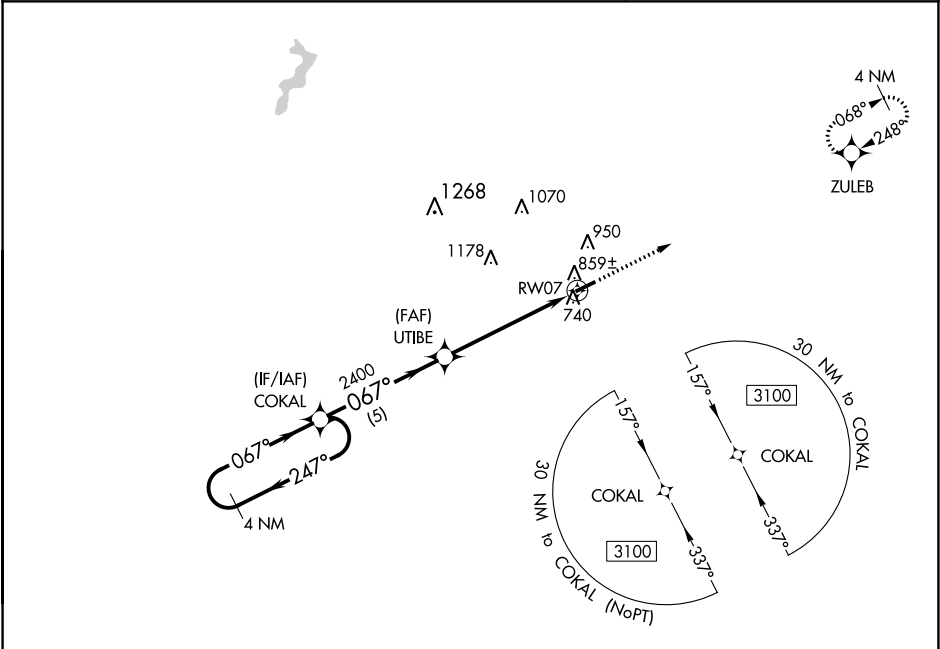 4 NM
068°
248°
ZULEB
1268
1070
1178
950
859±
RW07
740
(FAF)
UTIBE
(IF/IAF)
COKAL
2400
067°
(5)
067°
247°
4 NM
30 NM to COKAL
157°
3100
COKAL
337°
157°
COKAL
3100
337°
30 NM to COKAL (NoPT)